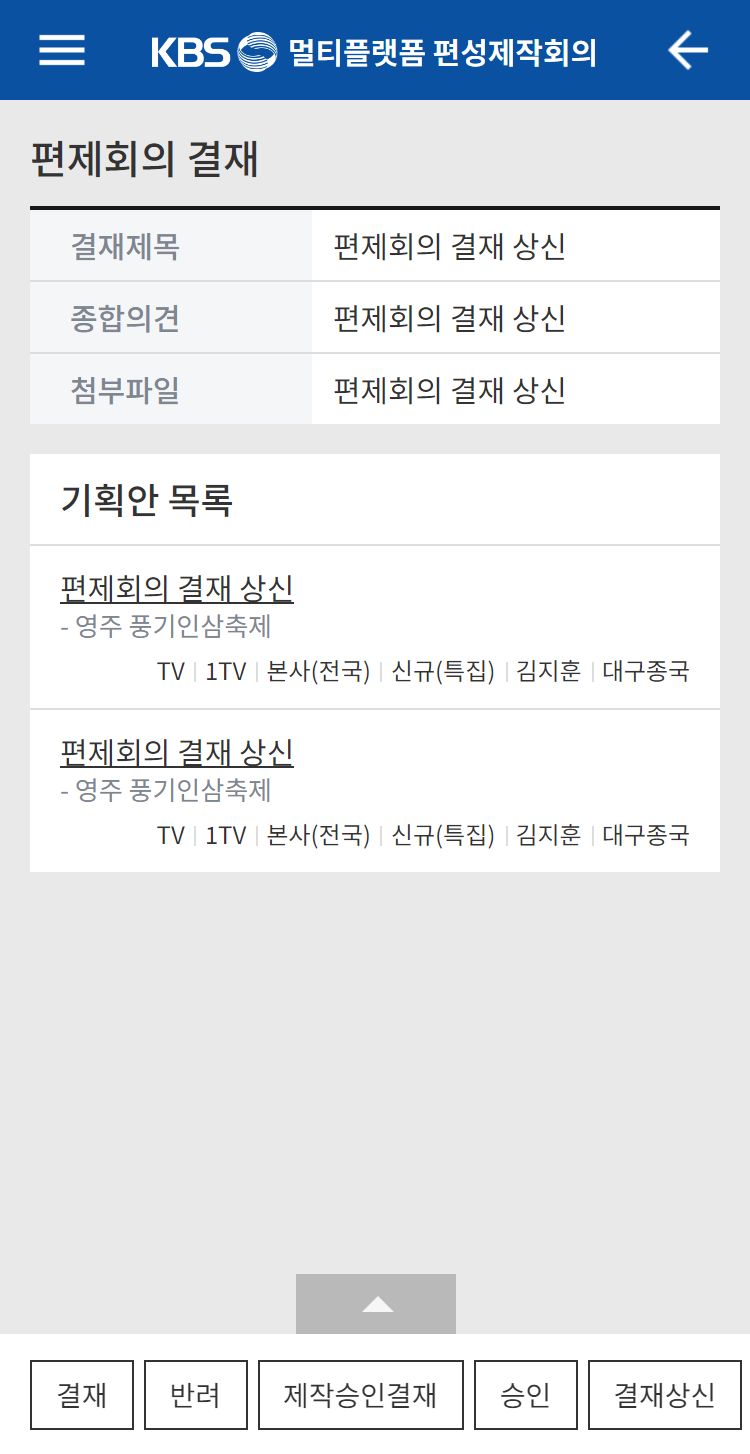 KBS 멀티플랫폼 편성제작회의
편제회의 결재
결재제목 편제회의 결재 상신
종합의견 편제회의 결재 상신
첨부파일 편제회의 결재 상신
기획안 목록
편제회의 결재 상신
- 영주 풍기인삼축제
TV | 1TV | 본사(전국) | 신규(특집) | 김지훈 | 대구종국
편제회의 결재 상신
- 영주 풍기인삼축제
TV | 1TV | 본사(전국) | 신규(특집) | 김지훈 | 대구종국
결재 반려 제작승인결재 승인 결재상신